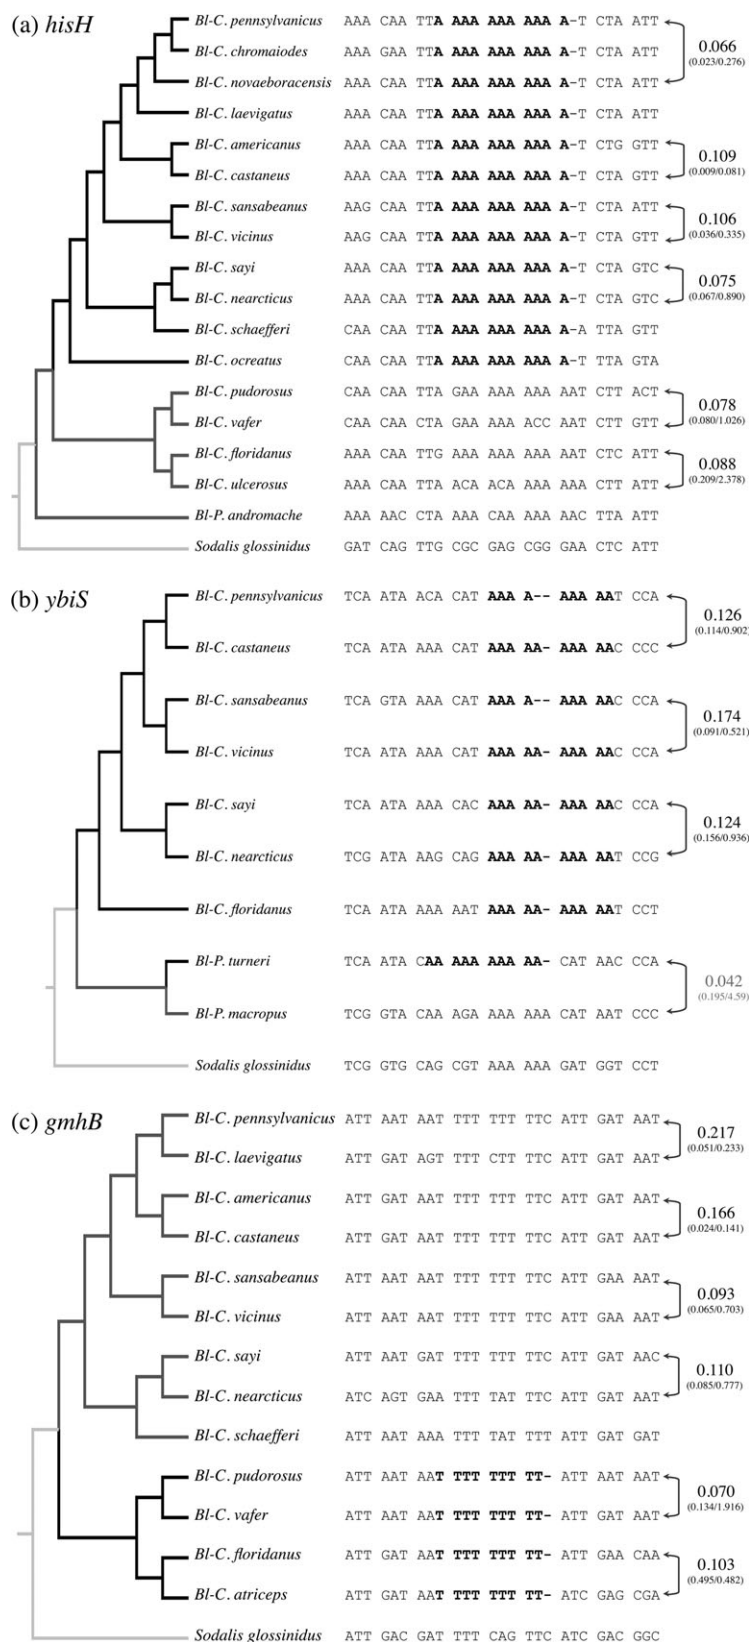 (a) hisH
Bl-C. pennsylvanicus AAA CAA TTA AAA AAA AAA A-T CTA ATT
Bl-C. chromaiodes AAA GAA TTA AAA AAA AAA A-T CTA ATT
0.066
(0.023/0.276)
Bl-C. novaeboracensis AAA CAA TTA AAA AAA AAA A-T CTA ATT
Bl-C. laevigatus AAA CAA TTA AAA AAA AAA A-T CTA ATT
Bl-C. americanus AAA CAA TTA AAA AAA AAA A-T CTG GTT
0.109
(0.009/0.081)
Bl-C. castaneus AAA CAA TTA AAA AAA AAA A-T CTA GTT
Bl-C. sansabeanus AAG CAA TTA AAA AAA AAA A-T CTA ATT
0.106
(0.036/0.335)
Bl-C. vicinus AAG CAA TTA AAA AAA AAA A-T CTA GTT
Bl-C. sayi AAA CAA TTA AAA AAA AAA A-T CTA GTC
0.075
(0.067/0.890)
Bl-C. nearcticus AAA CAA TTA AAA AAA AAA A-T CTA GTC
Bl-C. schaefferi CAA CAA TTA AAA AAA AAA A-A TTA GTT
Bl-C. ocreatus CAA CAA TTA AAA AAA AAA A-T TTA GTA
Bl-C. pudorosus CAA CAA TTA GAA AAA AAA AAT CTT ACT
0.078
(0.080/1.026)
Bl-C. vafer CAA CAA CTA GAA AAA ACC AAT CTT GTT
Bl-C. floridanus AAA CAA TTG AAA AAA AAA AAT CTC ATT
0.088
(0.209/2.378)
Bl-C. ulcerosus AAA CAA TTA ACA ACA AAA AAA CTT ATT
Bl-P. andromache AAA AAC CTA AAA CAA AAA AAC TTA ATT
Sodalis glossinidus GAT CAG TTG CGC GAG CGG GAA CTC ATT
(b) ybiS
Bl-C. pennsylvanicus TCA ATA ACA CAT AAA A-- AAA AAT CCA
0.126
(0.114/0.902)
Bl-C. castaneus TCA ATA AAA CAT AAA AA- AAA AAC CCC
Bl-C. sansabeanus TCA GTA AAA CAT AAA A-- AAA AAC CCA
0.174
(0.091/0.521)
Bl-C. vicinus TCA ATA AAA CAT AAA AA- AAA AAC CCA
Bl-C. sayi TCA ATA AAA CAC AAA AA- AAA AAC CCA
0.124
(0.156/0.936)
Bl-C. nearcticus TCG ATA AAG CAG AAA AA- AAA AAT CCG
Bl-C. floridanus TCA ATA AAA AAT AAA AA- AAA AAT CCT
Bl-P. turneri TCA ATA CAA AAA AAA AA- CAT AAC CCA
0.042
(0.195/4.59)
Bl-P. macropus TCG GTA CAA AGA AAA AAA CAT AAT CCC
Sodalis glossinidus TCG GTG CAG CGT AAA AAA GAT GGT CCT
(c) gmhB
Bl-C. pennsylvanicus ATT AAT AAT TTT TTT TTC ATT GAT AAT
0.217
(0.051/0.233)
Bl-C. laevigatus ATT GAT AGT TTT CTT TTC ATT GAT AAT
Bl-C. americanus ATT GAT AAT TTT TTT TTC ATT GAT AAT
0.166
(0.024/0.141)
Bl-C. castaneus ATT GAT AAT TTT TTT TTC ATT GAT AAT
Bl-C. sansabeanus ATT AAT AAT TTT TTT TTC ATT GAA AAT
0.093
(0.065/0.703)
Bl-C. vicinus ATT AAT AAT TTT TTT TTC ATT GAA AAT
Bl-C. sayi ATT AAT GAT TTT TTT TTC ATT GAT AAC
0.110
(0.085/0.777)
Bl-C. nearcticus ATC AGT GAA TTT TAT TTC ATT GAT AAT
Bl-C. schaefferi ATT AAT AAA TTT TAT TTT ATT GAT GAT
Bl-C. pudorosus ATT AAT AAT TTT TTT TT- ATT AAT AAT
0.070
(0.134/1.916)
Bl-C. vafer ATT AAT AAT TTT TTT TT- ATT GAT AAT
Bl-C. floridanus ATT GAT AAT TTT TTT TT- ATT GAA CAA
0.103
(0.495/0.482)
Bl-C. atriceps ATT GAT AAT TTT TTT TT- ATC GAG CGA
Sodalis glossinidus ATT GAC GAT TTT CAG TTC ATC GAC GGC